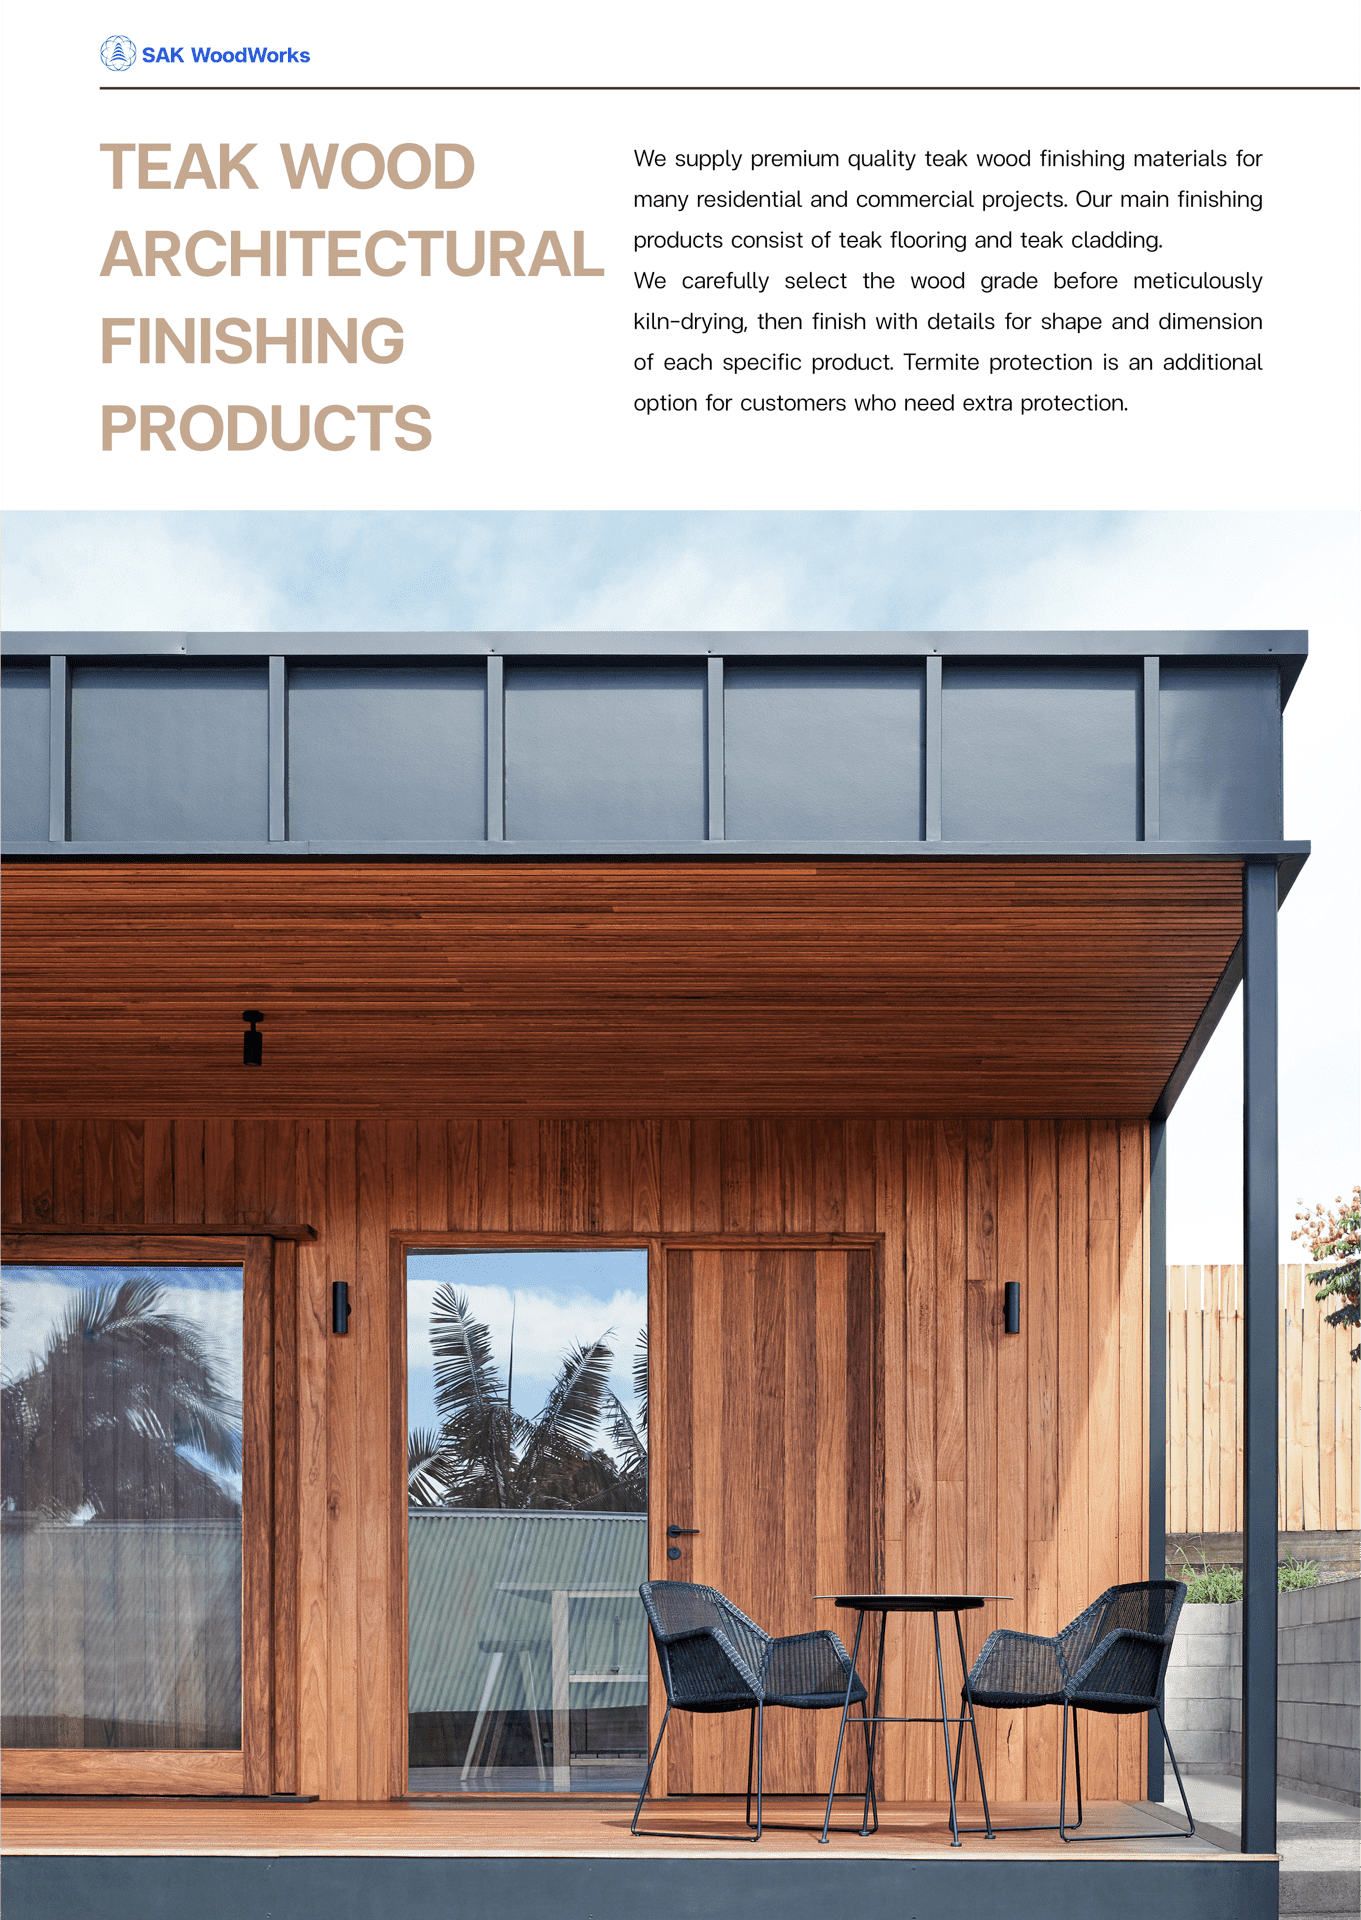 SAK WoodWorks
TEAK WOOD
ARCHITECTURAL
FINISHING
PRODUCTS
We supply premium quality teak wood finishing materials for
many residential and commercial projects. Our main finishing
products consist of teak flooring and teak cladding.
We carefully select the wood grade before meticulously
kiln-drying, then finish with details for shape and dimension
of each specific product. Termite protection is an additional
option for customers who need extra protection.